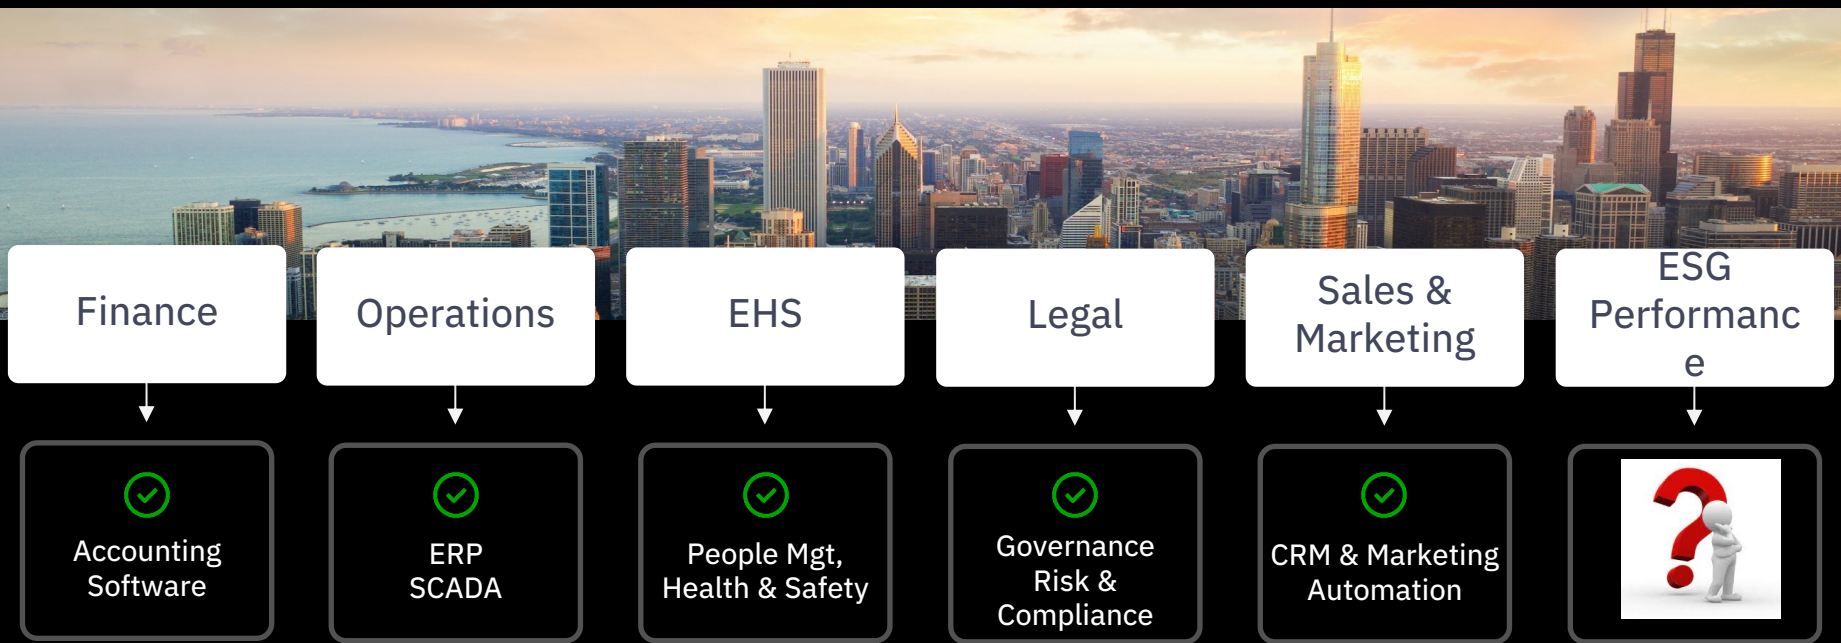 Finance
Operations
EHS
Legal
Sales &
Marketing
ESG
Performanc
e
Accounting
Software
ERP
SCADA
People Mgt,
Health & Safety
Governance
Risk &
Compliance
CRM & Marketing
Automation
?